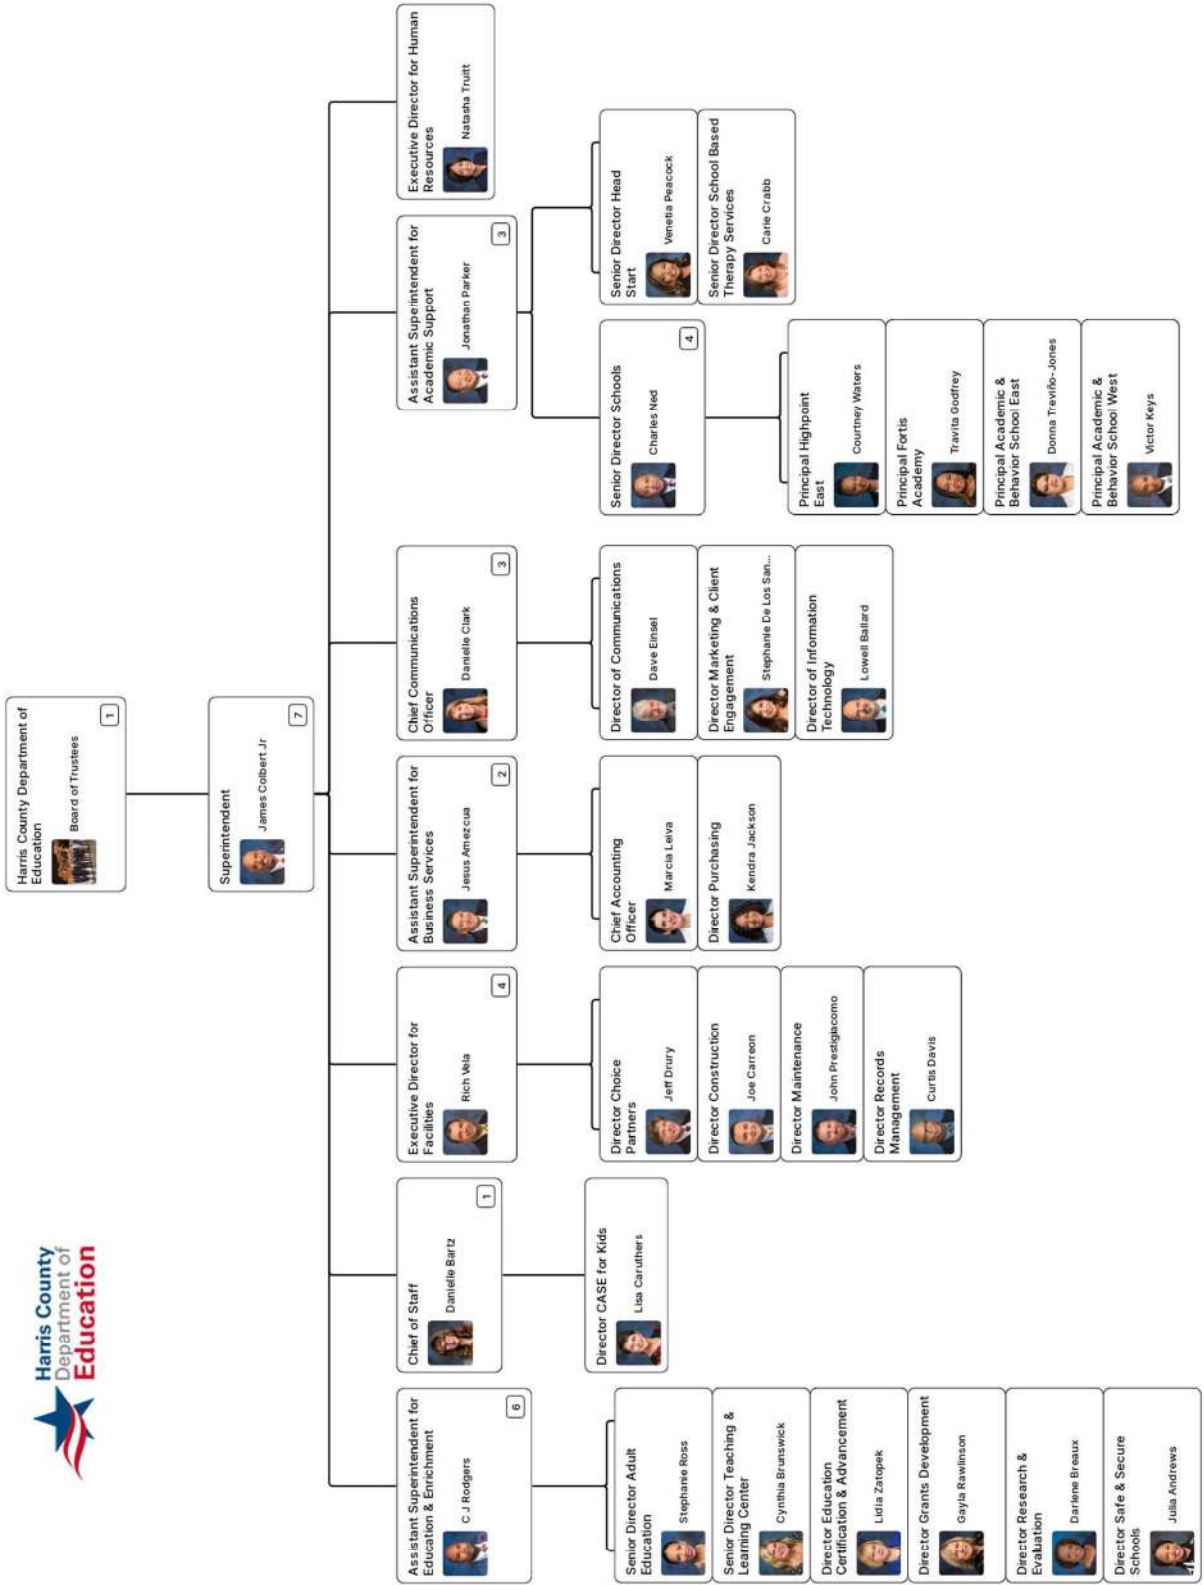 Harris County
Department of
Education
Harris County Department of
Education
Board of Trustees
1
Superintendent
James Colbert Jr
7
Assistant Superintendent for
Education & Enrichment
C J Rodgers
6
Senior Director Adult
Education
Stephanie Ross
Senior Director Teaching &
Learning Center
Cynthia Brunswick
Director Education
Certification & Advancement
Lidia Zatopek
Director Grants Development
Gayla Rawlinson
Director Research &
Evaluation
Darlene Breaux
Director Safe & Secure
Schools
Julia Andrews
Chief of Staff
Danielle Bartz
1
Director CASE for Kids
Lisa Caruthers
Executive Director for
Facilities
Rich Vela
4
Director Choice
Partners
Jeff Drury
Director Construction
Joe Carreon
Director Maintenance
John Prestigiacomo
Director Records
Management
Curtis Davis
Assistant Superintendent for
Business Services
Jesus Amezcua
2
Chief Accounting
Officer
Marcia Leiva
Director Purchasing
Kendra Jackson
Chief Communications
Officer
Danielle Clark
3
Director of Communications
Dave Einsel
Director Marketing & Client
Engagement
Stephanie De Los San...
Director of Information
Technology
Lowell Ballard
Assistant Superintendent for
Academic Support
Jonathan Parker
3
Senior Director Schools
Charles Ned
4
Principal Highpoint
East
Courtney Waters
Principal Fortis
Academy
Travita Godfrey
Principal Academic &
Behavior School East
Donna Treviño-Jones
Principal Academic &
Behavior School West
Victor Keys
Senior Director Head
Start
Venetia Peacock
Senior Director School Based
Therapy Services
Carie Crabb
Executive Director for Human
Resources
Natasha Truitt